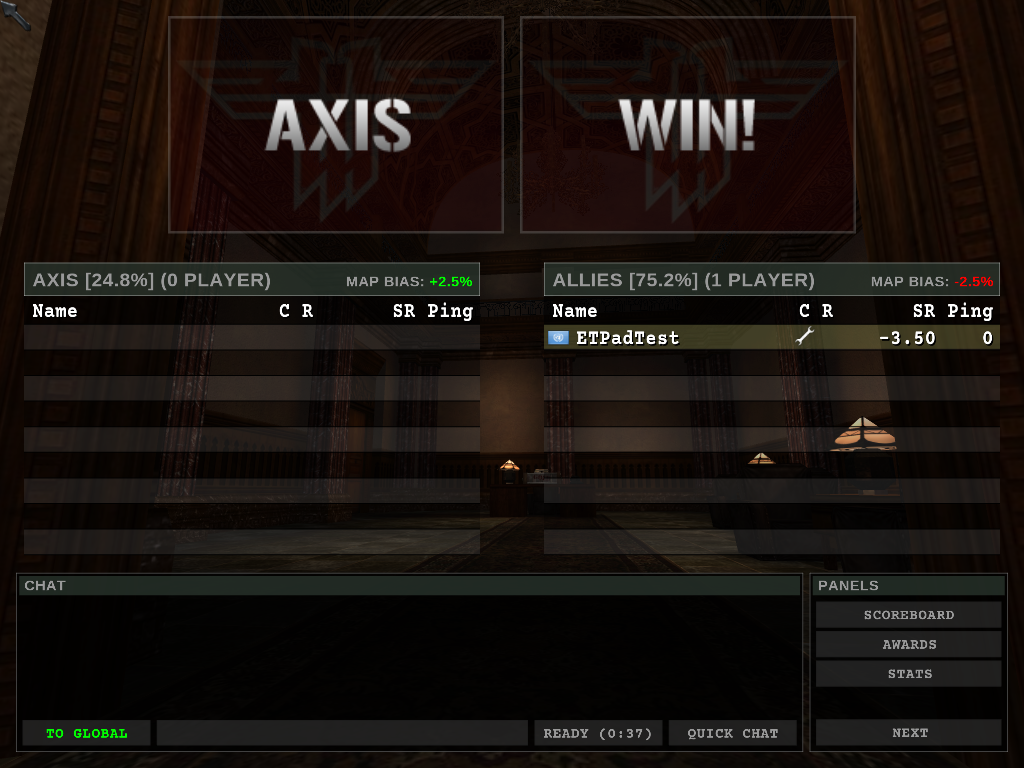 AXIS WIN!
AXIS [24.8%] (0 PLAYER) MAP BIAS: +2.5%
Name C R SR Ping
ALLIES [75.2%] (1 PLAYER) MAP BIAS: -2.5%
Name C R SR Ping
ETPadTest -3.50 0
CHAT
TO GLOBAL
READY (0:37)
QUICK CHAT
PANELS
SCOREBOARD
AWARDS
STATS
NEXT